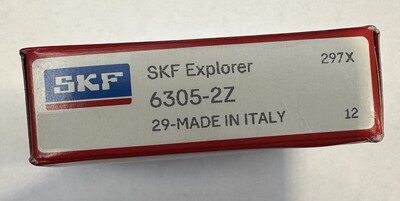 SKF
SKF Explorer
297X
6305-2Z
29-MADE IN ITALY
12